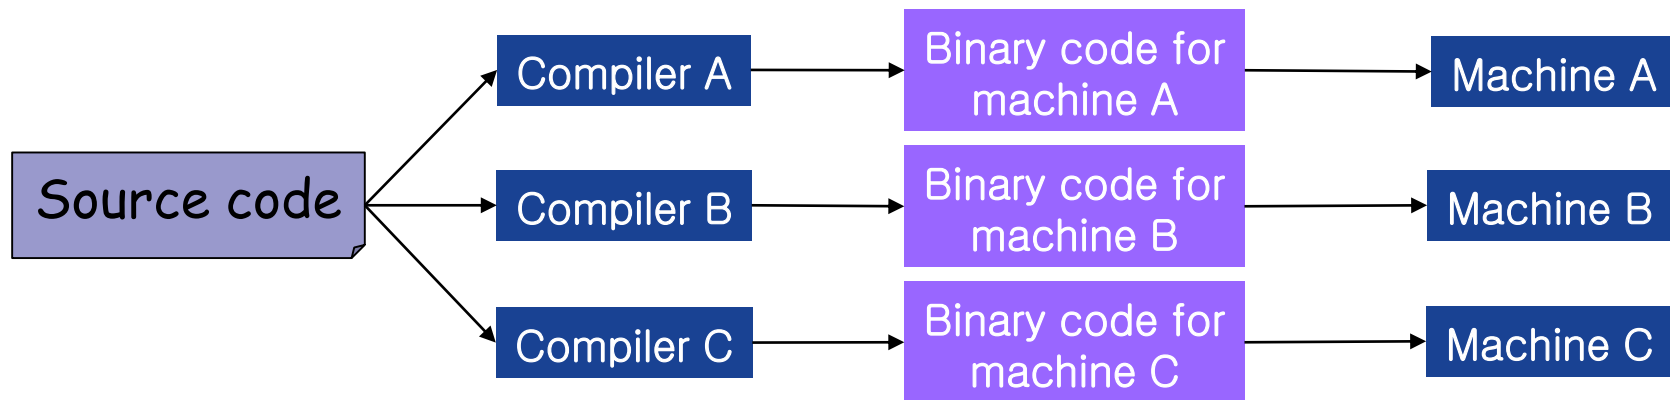 Source code
Compiler A
Binary code for
machine A
Machine A
Compiler B
Binary code for
machine B
Machine B
Compiler C
Binary code for
machine C
Machine C